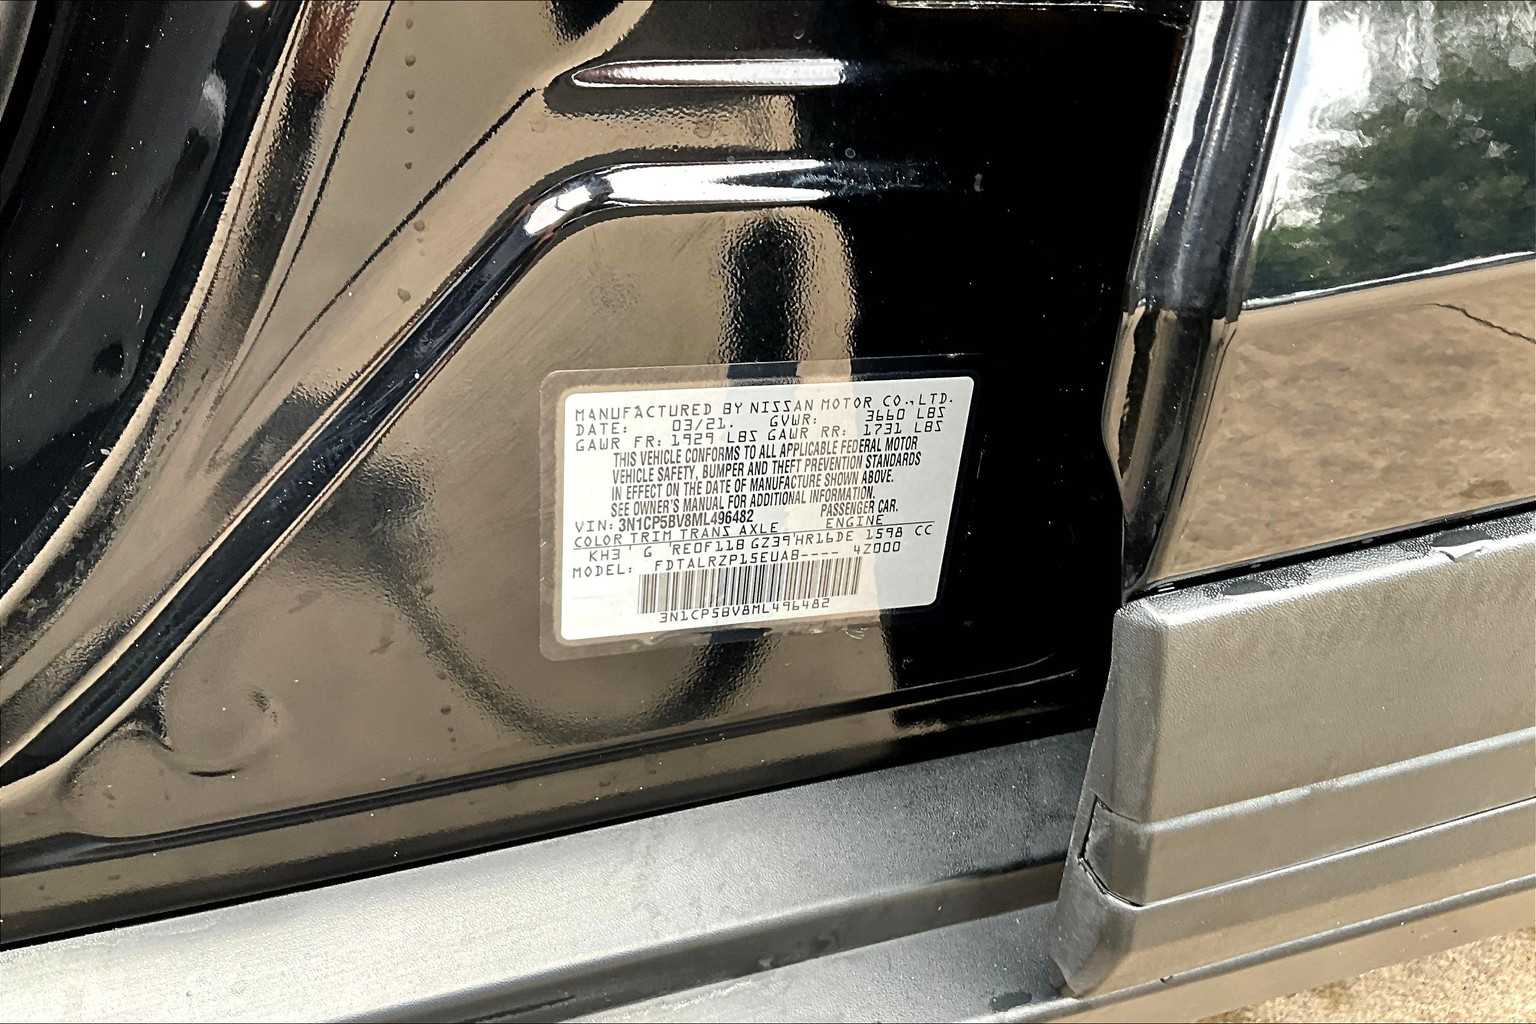 MANUFACTURED BY NISSAN MOTOR CO.,LTD.
DATE: 03/21. GVWR: 3660 LBS
GAWR FR: 1929 LBS GAWR RR: 1731 LBS
THIS VEHICLE CONFORMS TO ALL APPLICABLE FEDERAL MOTOR
VEHICLE SAFETY, BUMPER AND THEFT PREVENTION STANDARDS
IN EFFECT ON THE DATE OF MANUFACTURE SHOWN ABOVE.
SEE OWNER'S MANUAL FOR ADDITIONAL INFORMATION.
VIN: 3N1CP5BV8ML496482 PASSENGER CAR.
COLOR TRIM TRANS AXLE ENGINE
KH3 ' G 'RE0F11B GZ39'HR16DE 1598 CC
MODEL: FDTALRZP15EUAB---- 4Z000
3N1CP5BV8ML496482